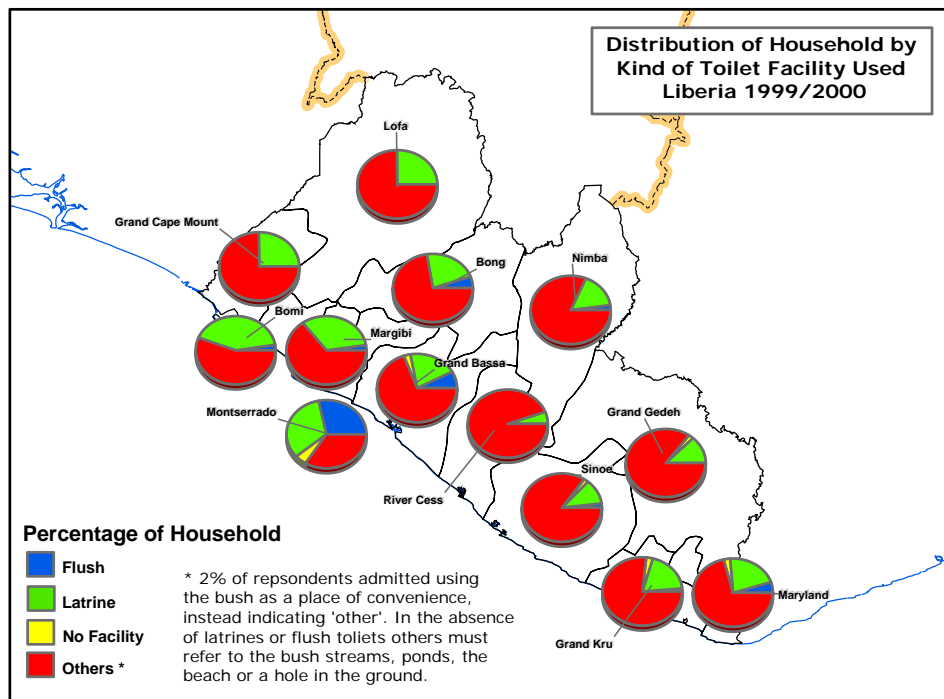 Distribution of Household by
Kind of Toilet Facility Used
Liberia 1999/2000
Lofa
Grand Cape Mount
Bong
Nimba
Bomi
Margibi
Grand Bassa
Montserrado
Grand Gedeh
River Cess
Sinoe
Maryland
Grand Kru
Percentage of Household
Flush
Latrine
No Facility
Others *
* 2% of repsondents admitted using
the bush as a place of convenience,
instead indicating 'other'. In the absence
of latrines or flush toliets others must
refer to the bush streams, ponds, the
beach or a hole in the ground.